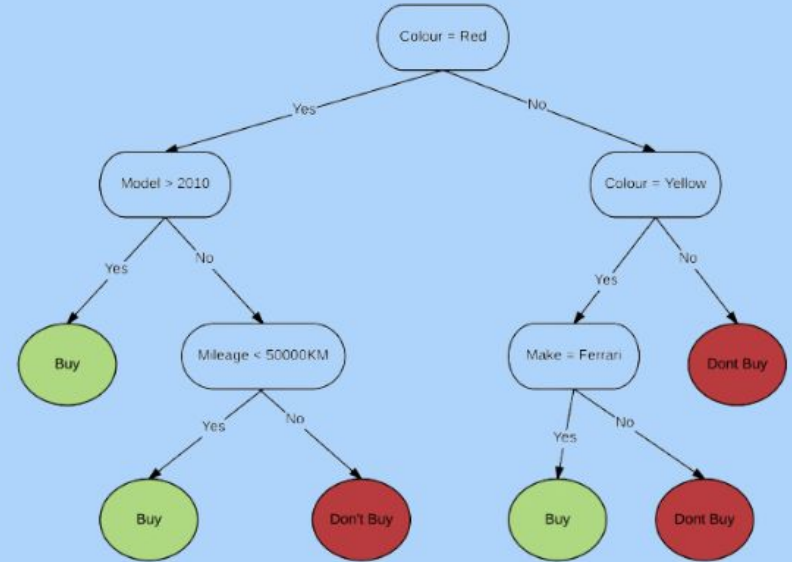 Colour = Red
Yes
No
Model > 2010
Colour = Yellow
Yes
No
Yes
No
Buy
Mileage < 50000KM
Make = Ferrari
Dont Buy
Yes
No
Yes
No
Buy
Don't Buy
Buy
Dont Buy